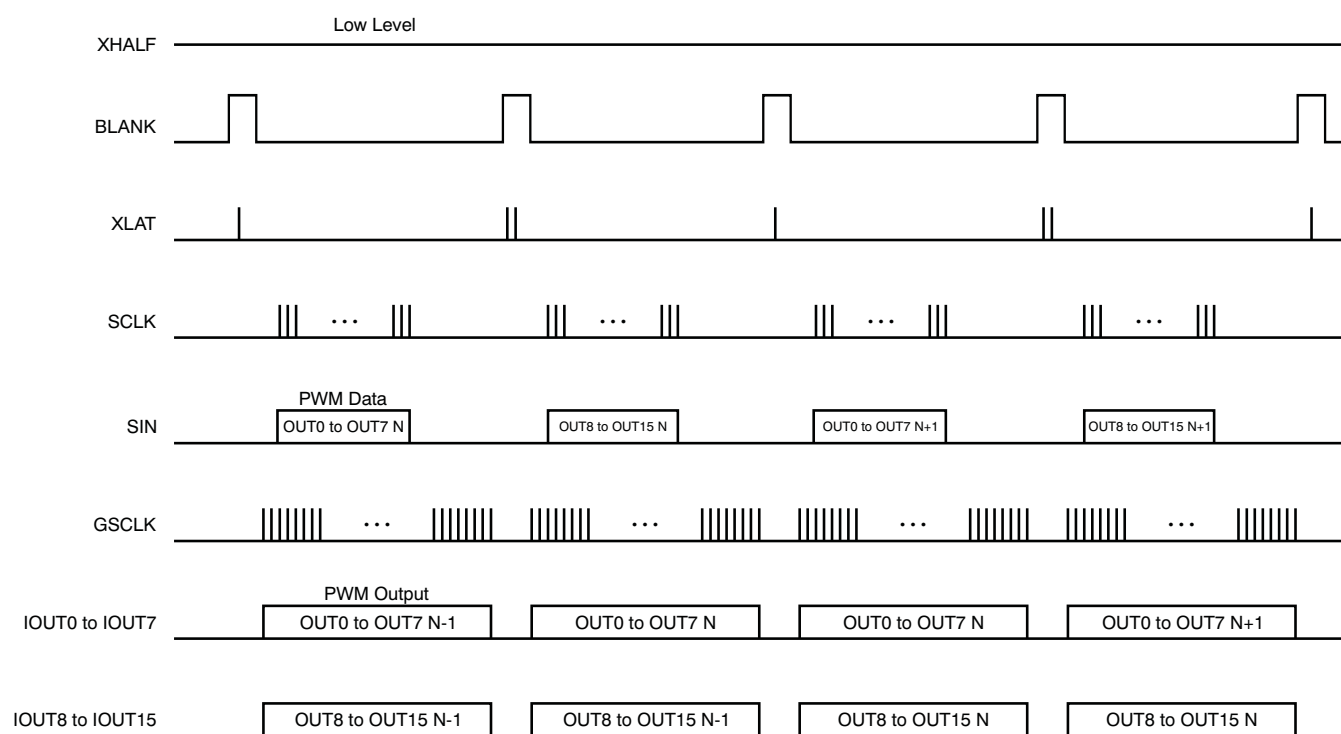 Low Level
XHALF
BLANK
XLAT
SCLK
PWM Data
SIN OUT0 to OUT7 N OUT8 to OUT15 N OUT0 to OUT7 N+1 OUT8 to OUT15 N+1
GSCLK
PWM Output
IOUT0 to IOUT7 OUT0 to OUT7 N-1 OUT0 to OUT7 N OUT0 to OUT7 N OUT0 to OUT7 N+1
IOUT8 to IOUT15 OUT8 to OUT15 N-1 OUT8 to OUT15 N-1 OUT8 to OUT15 N OUT8 to OUT15 N